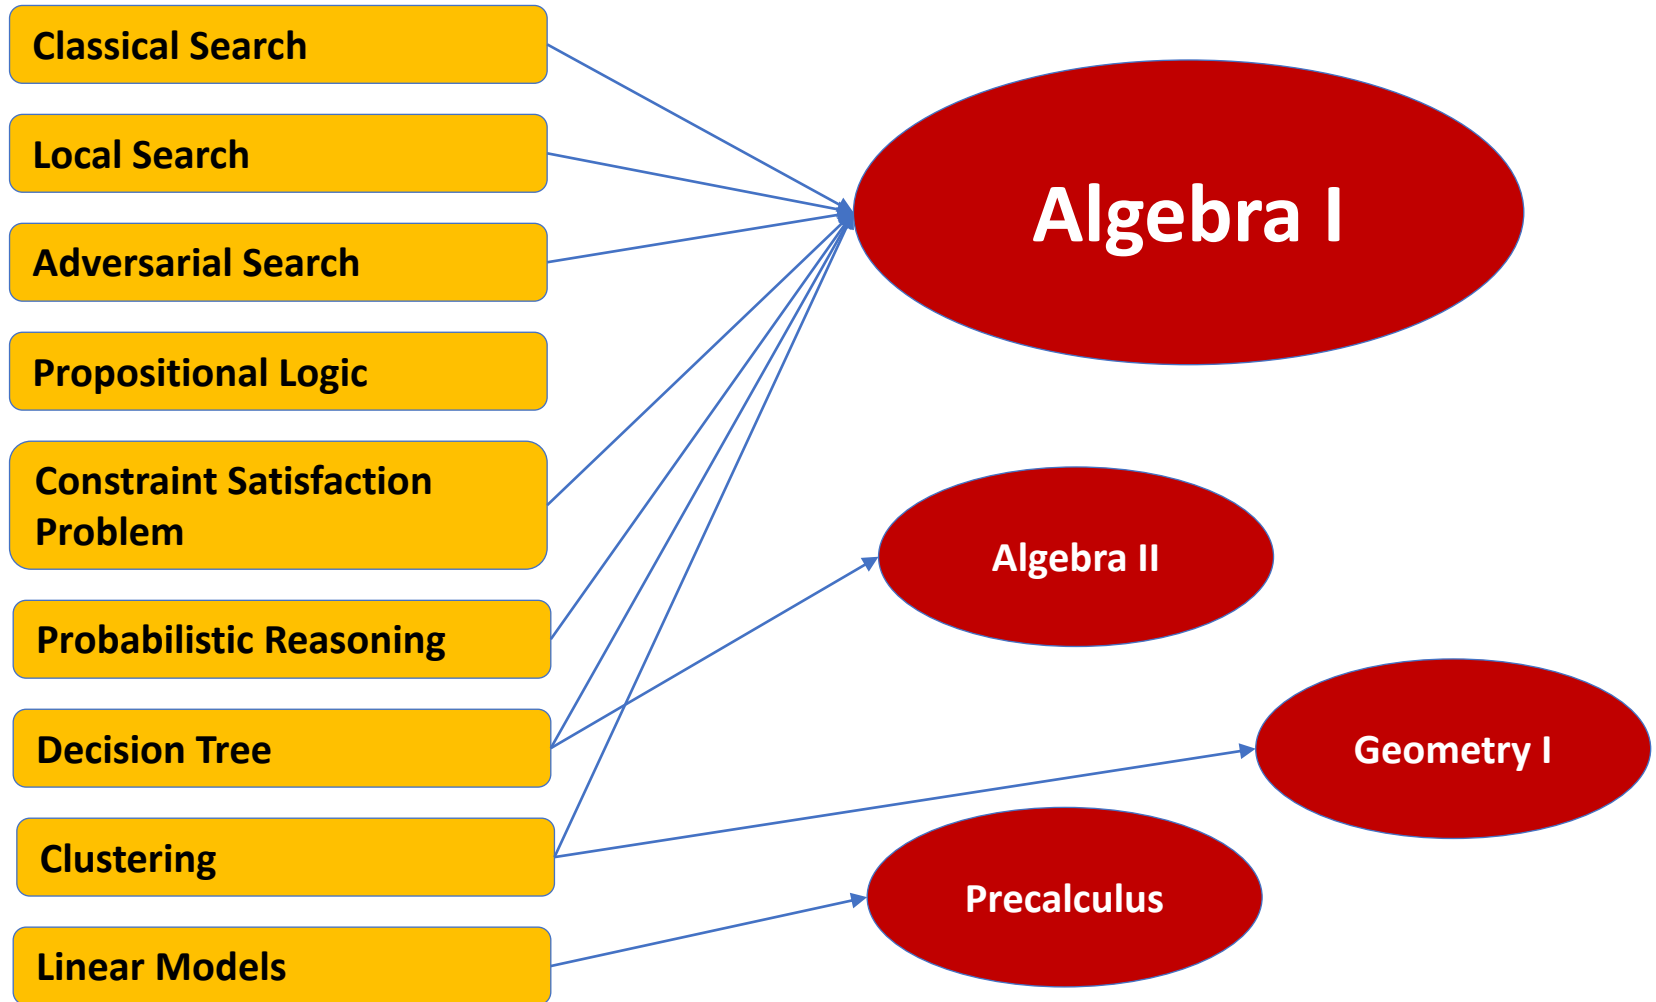 Classical Search
Local Search
Adversarial Search
Propositional Logic
Constraint Satisfaction
Problem
Probabilistic Reasoning
Decision Tree
Clustering
Linear Models
Algebra I
Algebra II
Geometry I
Precalculus